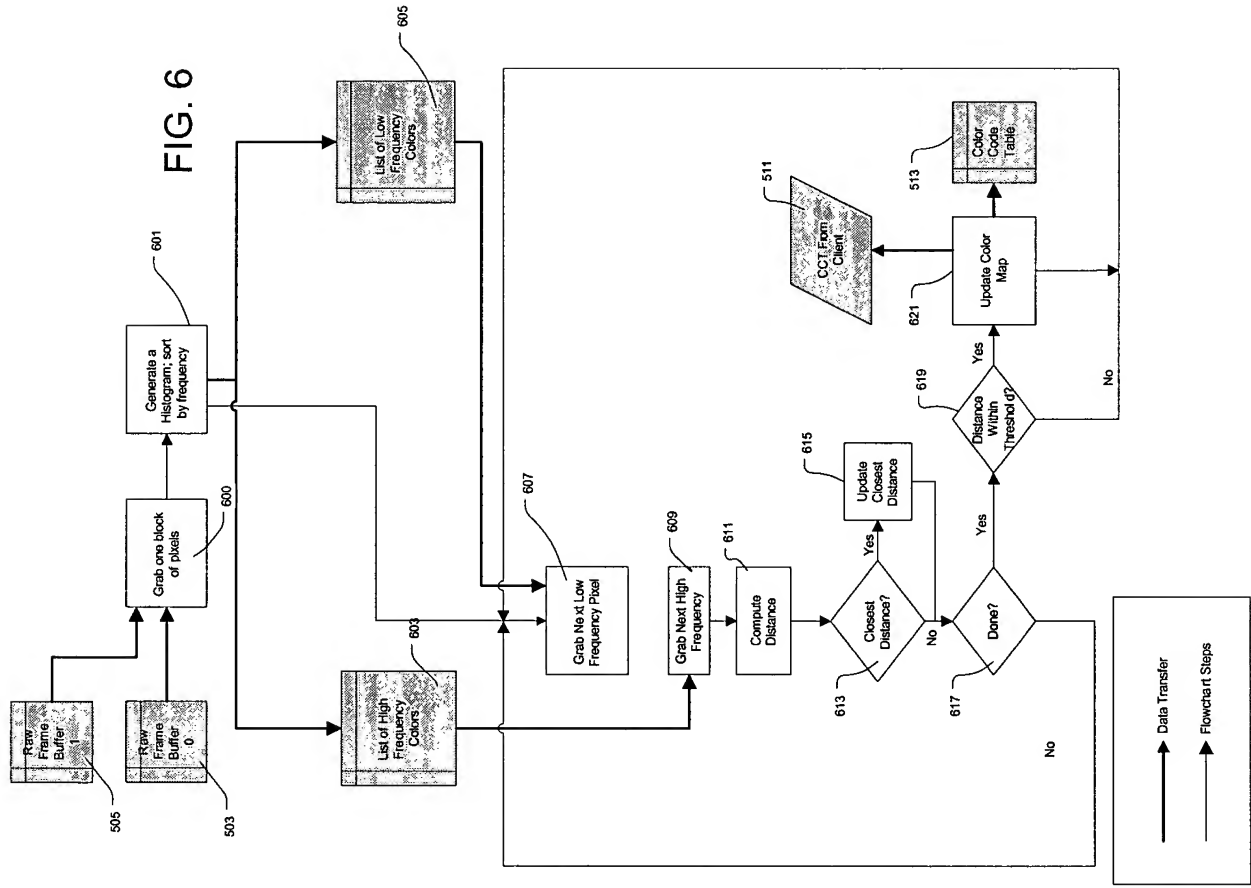 FIG. 6
Raw
Frame
Buffer
1
505
Raw
Frame
Buffer
0
503
Grab one block
of pixels
600
Generate a
Histogram; sort
by frequency
601
List of High
Frequency
Colors
603
List of Low
Frequency
Colors
605
Grab Next Low
Frequency Pixel
607
Grab Next High
Frequency
609
Compute
Distance
611
Closest
Distance?
613
Yes
No
Update
Closest
Distance
615
Done?
617
Yes
No
Distance
Within
Threshold?
619
Yes
No
Update Color
Map
621
CCT From
Client
511
Color
Code
Table
513
Data Transfer
Flowchart Steps